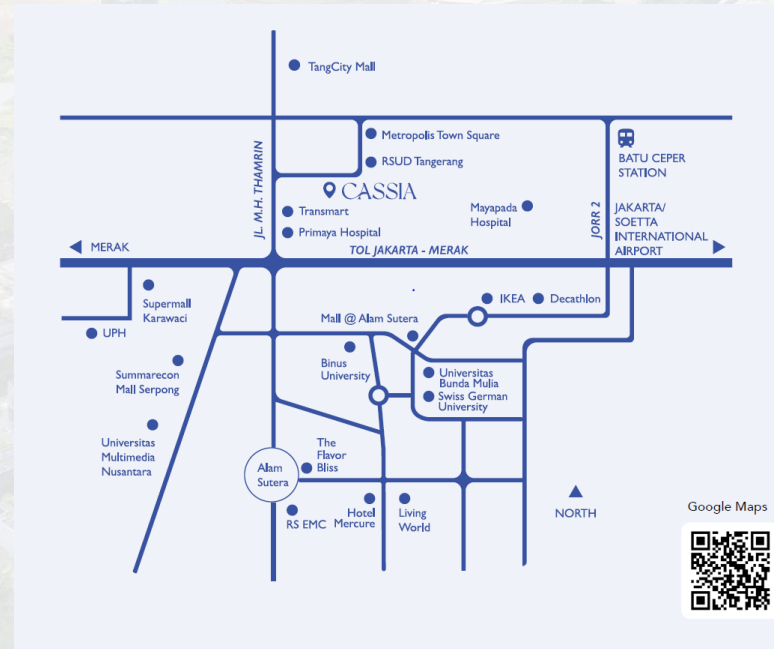 TangCity Mall
JL. M.H. THAMRIN
Metropolis Town Square
RSUD Tangerang
BATU CEPER
STATION
CASSIA
Transmart
Primaya Hospital
Mayapada
Hospital
JORR 2
JAKARTA/
SOETTA
INTERNATIONAL
AIRPORT
MERAK
TOL JAKARTA - MERAK
Supermall
Karawaci
UPH
IKEA
Decathlon
Mall @ Alam Sutera
Summarecon
Mall Serpong
Binus
University
Universitas
Bunda Mulia
Swiss German
University
Universitas
Multimedia
Nusantara
Alam
Sutera
The
Flavor
Bliss
RS EMC
Hotel
Mercure
Living
World
NORTH
Google Maps